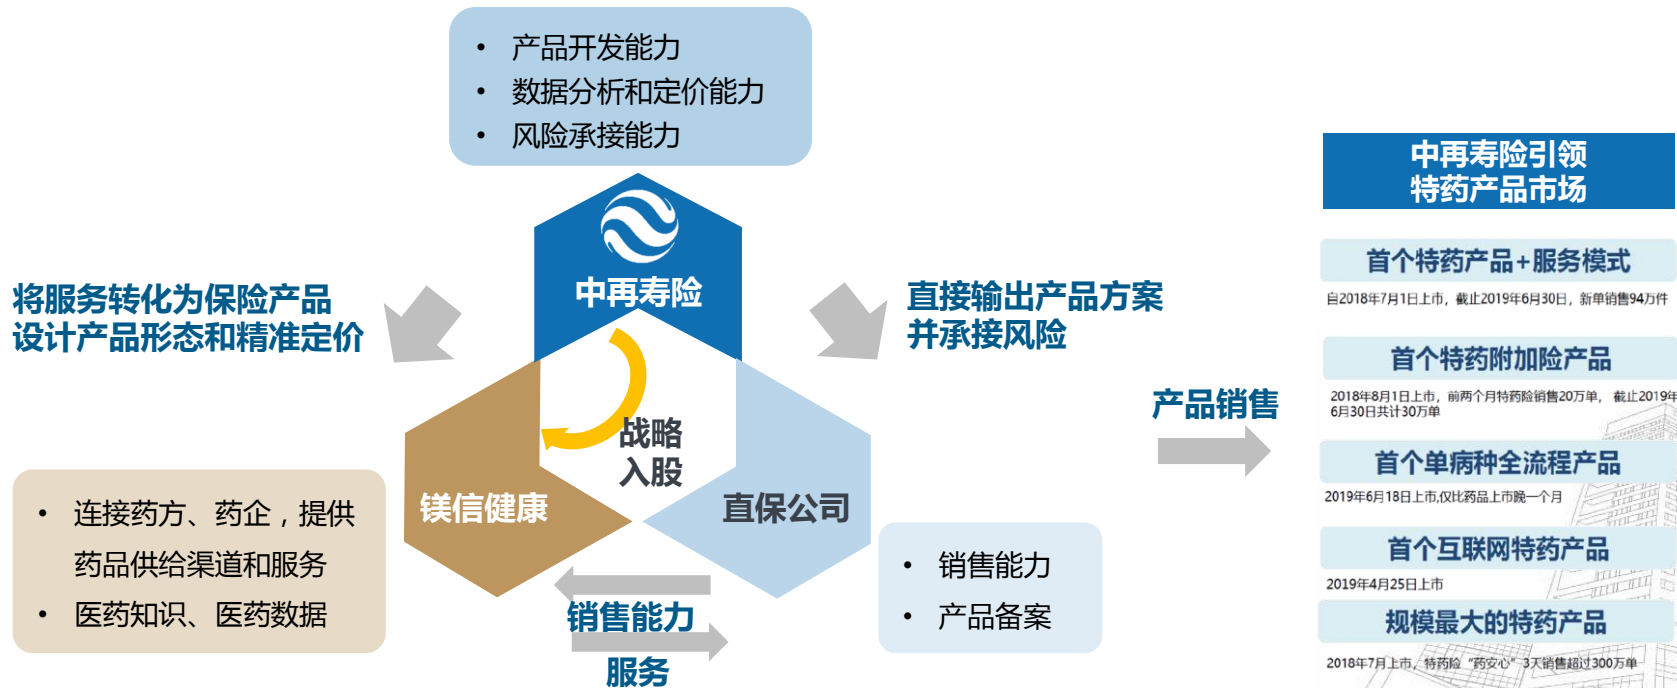 • 产品开发能力
• 数据分析和定价能力
• 风险承接能力
中再寿险
将服务转化为保险产品
设计产品形态和精准定价
直接输出产品方案
并承接风险
战略
入股
镁信健康
直保公司
• 连接药方、药企，提供
药品供给渠道和服务
• 医药知识、医药数据
• 销售能力
• 产品备案
销售能力
服务
产品销售
中再寿险引领
特药产品市场
首个特药产品+服务模式
自2018年7月1日上市，截止2019年6月30日，新单销售94万件
首个特药附加险产品
2018年8月1日上市，前两个月特药险销售20万单， 截止2019年
6月30日共计30万单
首个单病种全流程产品
2019年6月18日上市,仅比药品上市晚一个月
首个互联网特药产品
2019年4月25日上市
规模最大的特药产品
2018年7月上市，特药险“药安心”3天销售超过300万单